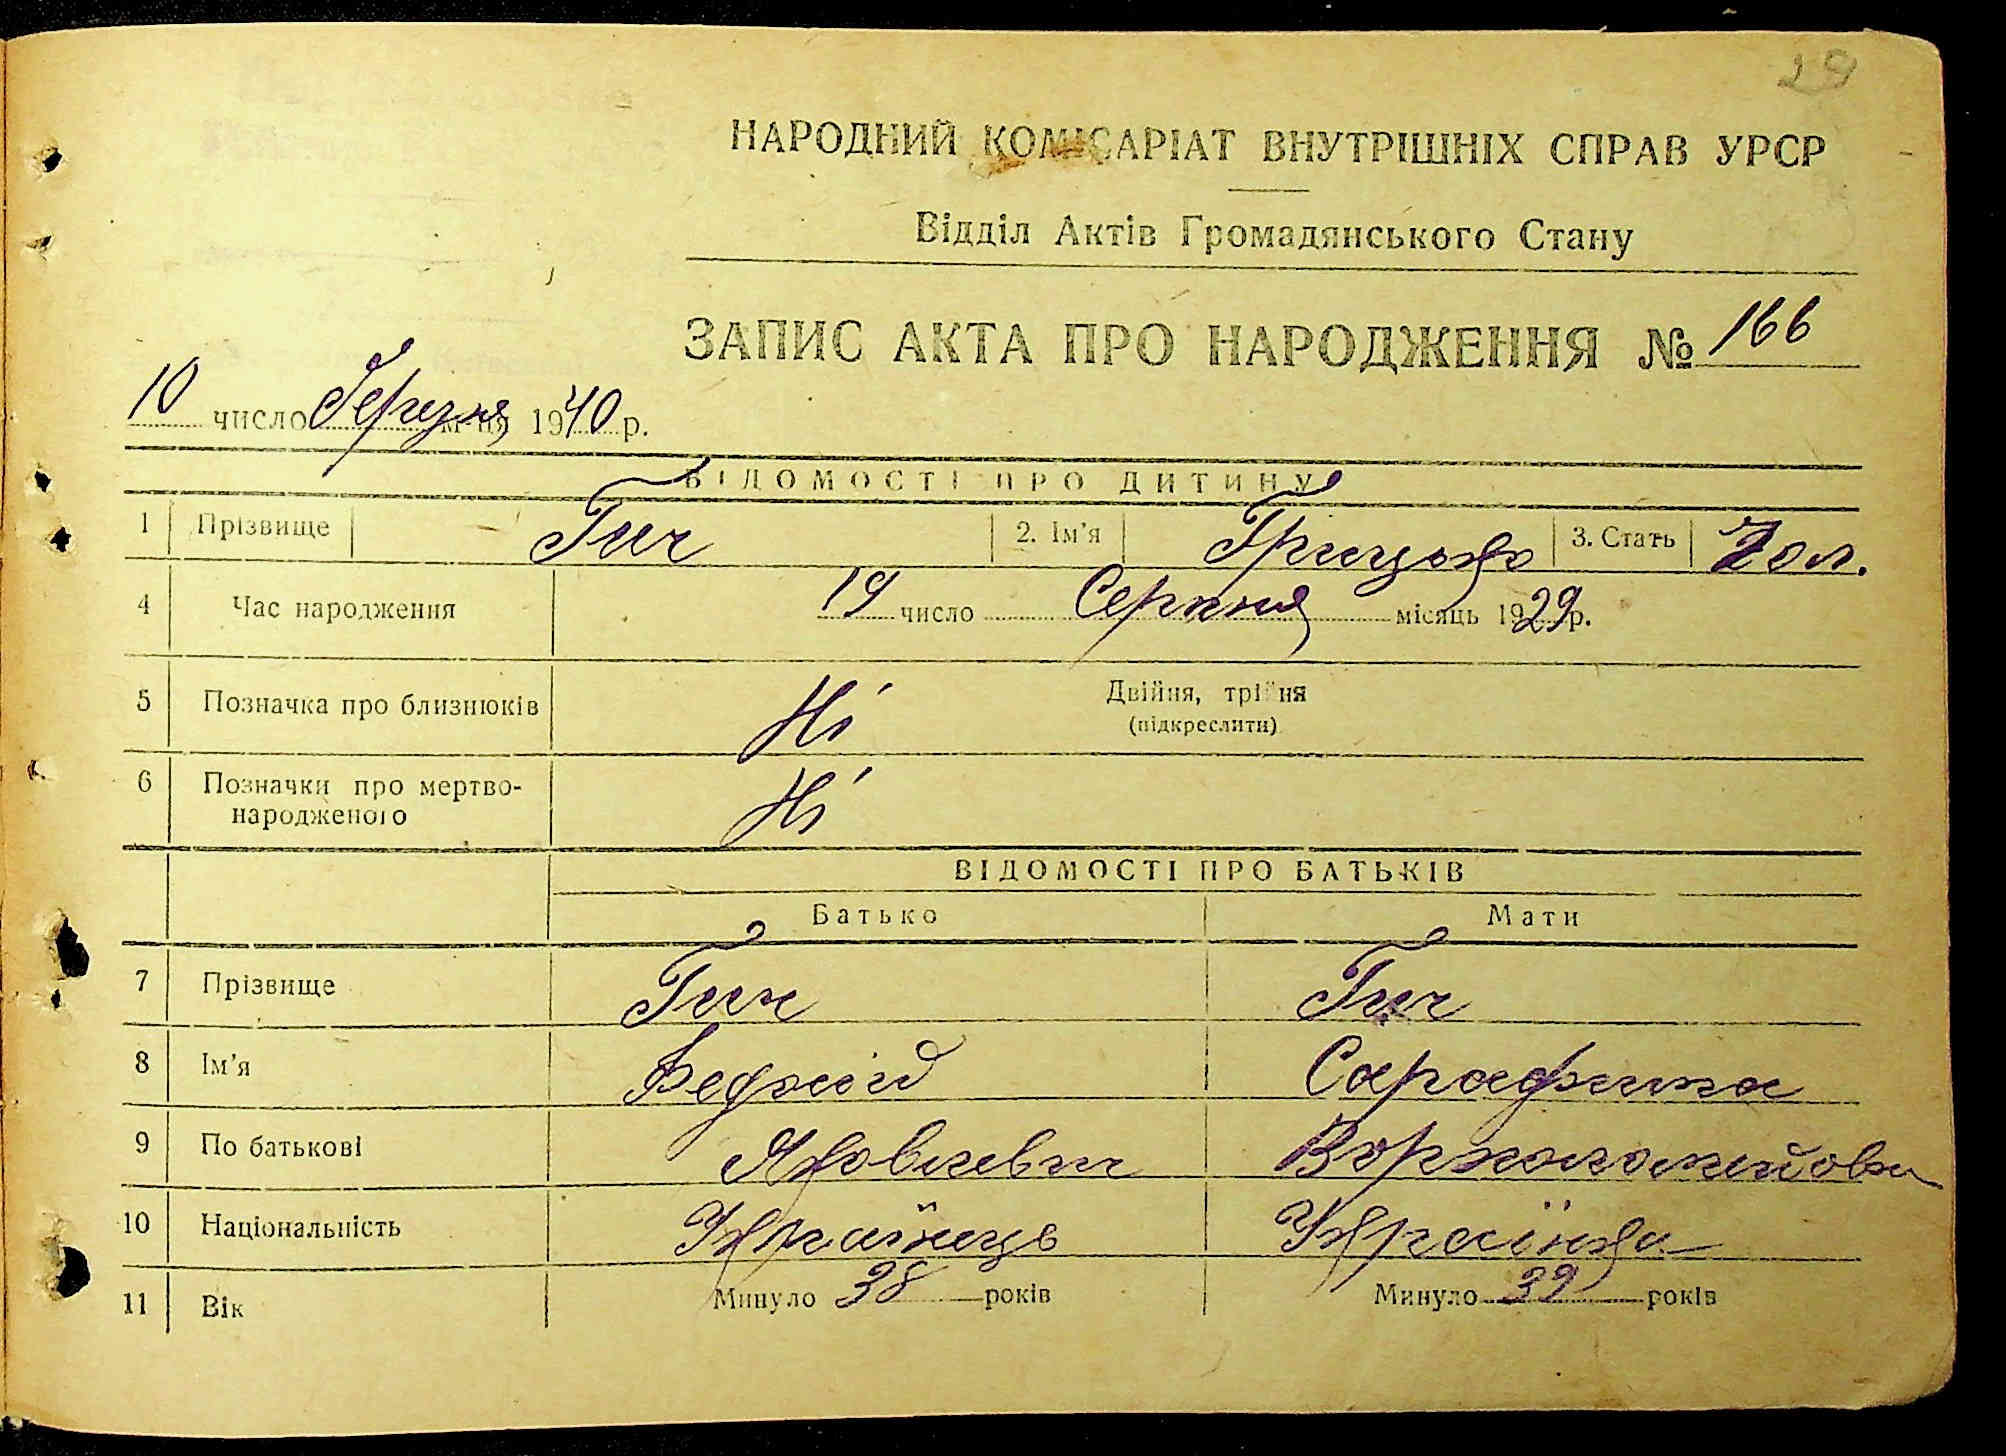 29
НАРОДНИЙ КОМІСАРІАТ ВНУТРІШНІХ СПРАВ УРСР
Відділ Актів Громадянського Стану
ЗАПИС АКТА ПРО НАРОДЖЕННЯ № 166
10 число Березня м-ця 1940 р.
ВІДОМОСТІ ПРО ДИТИНУ
1 Прізвище Гич 2. Ім'я Грицько 3. Стать Чол.
4 Час народження 19 число Серпня місяць 1929 р.
5 Позначка про близнюків Ні Двійня, трійня
(підкреслити)
6 Позначки про мертво-
народженого Ні
ВІДОМОСТІ ПРО БАТЬКІВ
Батько Мати
7 Прізвище Гич Гич
8 Ім'я Сарафина
9 По батькові Яковлевич
10 Національність Українець Українка
11 Вік Минуло 38 років Минуло 39 років